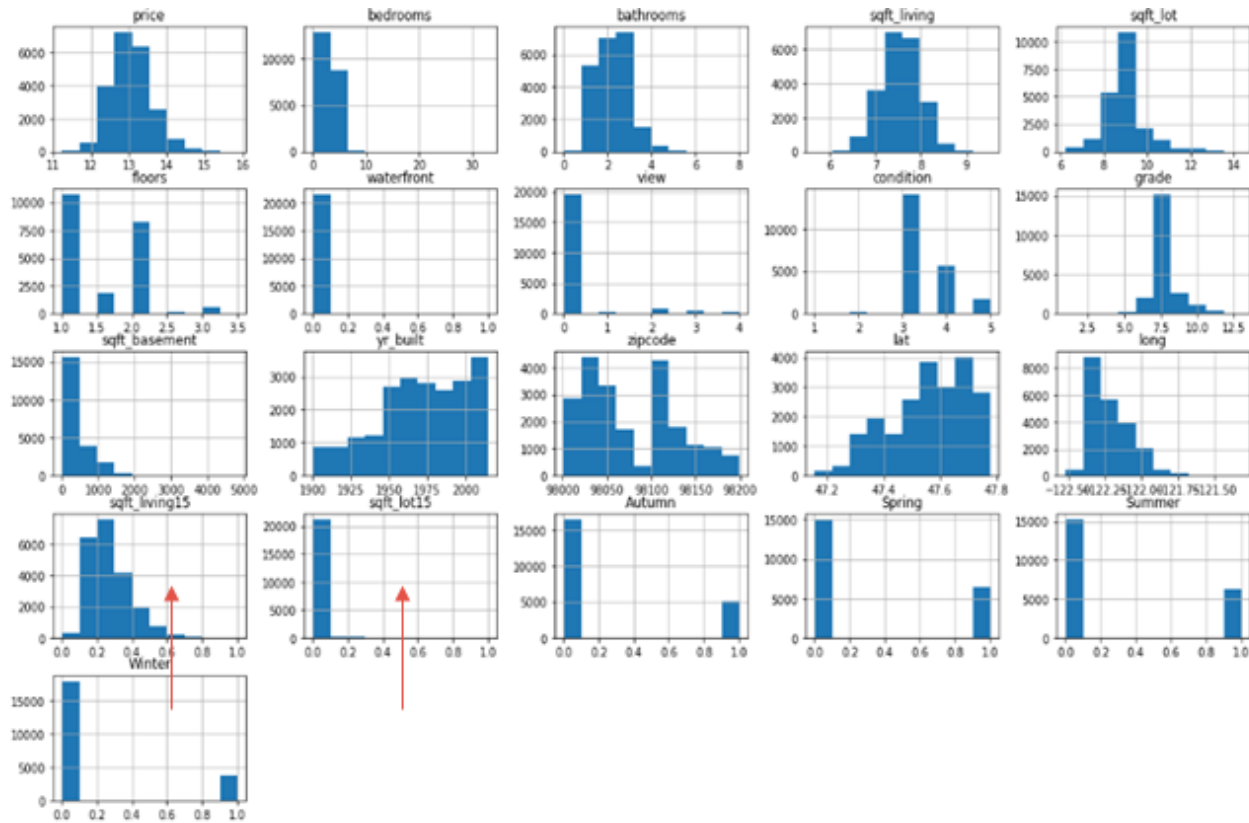 price bedrooms bathrooms sqft_living sqft_lot
6000 4000 2000 0
11 12 13 14 15 16
10000 5000 0
0 10 20 30
6000 4000 2000 0
0 2 4 6 8
6000 4000 2000 0
6 7 8 9
10000 7500 5000 2500 0
6 8 10 12 14
floors waterfront view condition grade
10000 7500 5000 2500 0
1.0 1.5 2.0 2.5 3.0 3.5
20000 15000 10000 5000 0
0.0 0.2 0.4 0.6 0.8 1.0
20000 15000 10000 5000 0
0 1 2 3 4
10000 5000 0
1 2 3 4 5
15000 10000 5000 0
2.5 5.0 7.5 10.0 12.5
sqft_basement yr_built zipcode lat long
15000 10000 5000 0
0 1000 2000 3000 4000 5000
3000 2000 1000 0
1900 1925 1950 1975 2000
4000 3000 2000 1000 0
98000 98050 98100 98150 98200
4000 3000 2000 1000 0
47.2 47.4 47.6 47.8
8000 6000 4000 2000 0
−122.50 −122.25 −122.00 −121.75 −121.50
sqft_living15 sqft_lot15 Autumn Spring Summer
6000 4000 2000 0
0.0 0.2 0.4 0.6 0.8 1.0
20000 15000 10000 5000 0
0.0 0.2 0.4 0.6 0.8 1.0
15000 10000 5000 0
0.0 0.2 0.4 0.6 0.8 1.0
15000 10000 5000 0
0.0 0.2 0.4 0.6 0.8 1.0
15000 10000 5000 0
0.0 0.2 0.4 0.6 0.8 1.0
Winter
15000 10000 5000 0
0.0 0.2 0.4 0.6 0.8 1.0